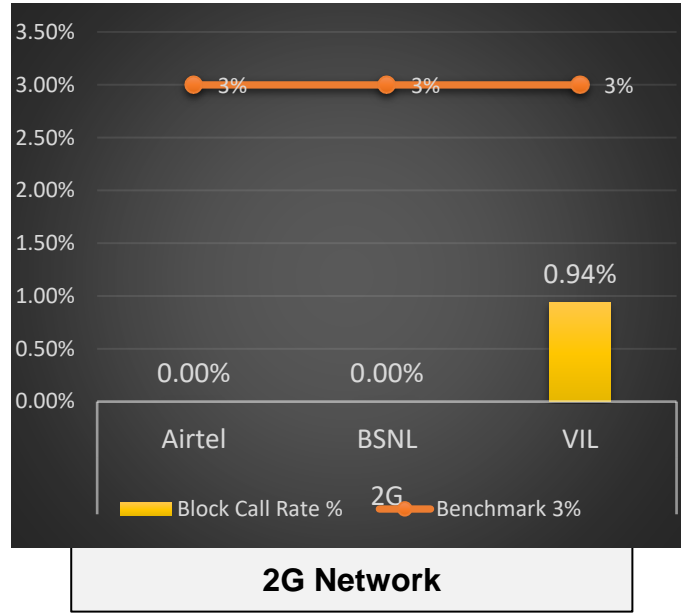 3.50%
3.00%
3% 3% 3%
2.50%
2.00%
1.50%
0.94%
1.00%
0.50%
0.00% 0.00%
0.00%
Airtel BSNL VIL
2G
Block Call Rate % Benchmark 3%
2G Network